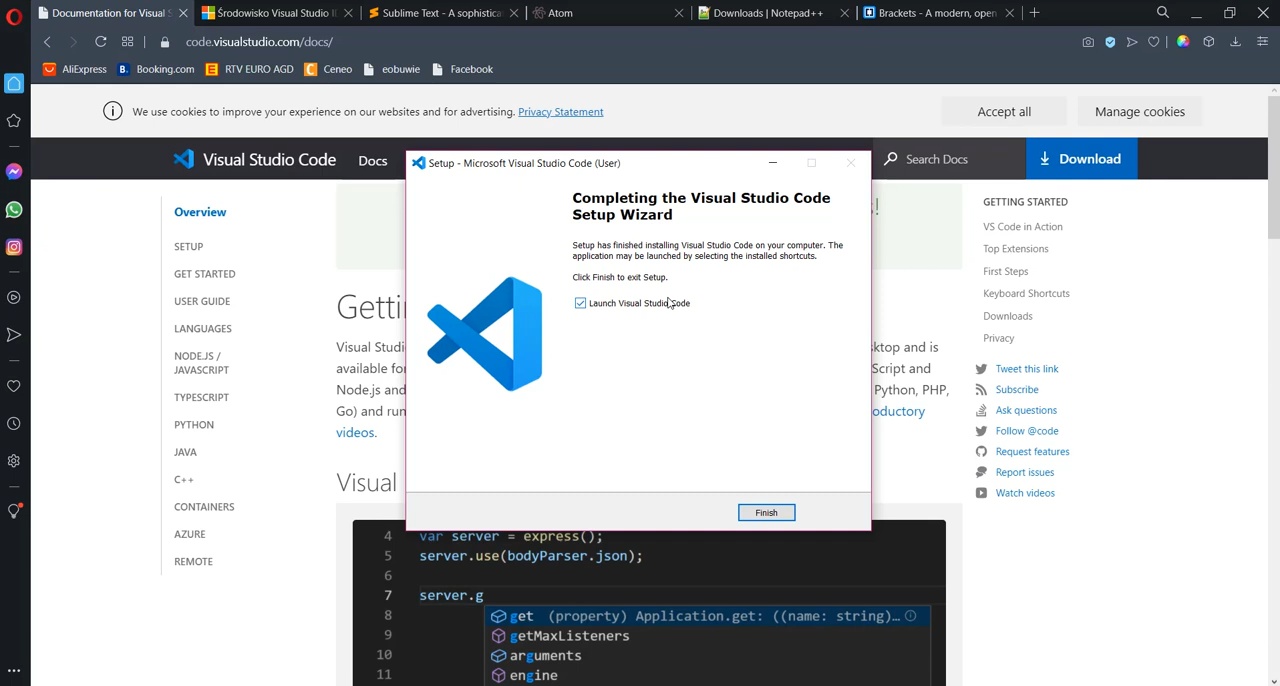 Documentation for Visual S
Środowisko Visual Studio I
Sublime Text - A sophistica
Atom
Downloads | Notepad++
Brackets - A modern, open
code.visualstudio.com/docs/
AliExpress
Booking.com
RTV EURO AGD
Ceneo
eobuwie
Facebook
We use cookies to improve your experience on our websites and for advertising. Privacy Statement
Accept all
Manage cookies
Visual Studio Code
Docs
Search Docs
Download
Overview
SETUP
GET STARTED
USER GUIDE
LANGUAGES
NODE.JS /
JAVASCRIPT
TYPESCRIPT
PYTHON
JAVA
C++
CONTAINERS
AZURE
REMOTE
!
Getti
Visual Studi
available fo
Node.js and
Go) and run
videos.
ktop and is
Script and
Python, PHP,
oductory
Visual
Setup - Microsoft Visual Studio Code (User)
Completing the Visual Studio Code
Setup Wizard
Setup has finished installing Visual Studio Code on your computer. The
application may be launched by selecting the installed shortcuts.
Click Finish to exit Setup.
Launch Visual Studio Code
Finish
4 var server = express();
5 server.use(bodyParser.json);
6
7 server.g
8 get (property) Application.get: ((name: string)…
9 getMaxListeners
10 arguments
11 engine
GETTING STARTED
VS Code in Action
Top Extensions
First Steps
Keyboard Shortcuts
Downloads
Privacy
Tweet this link
Subscribe
Ask questions
Follow @code
Request features
Report issues
Watch videos